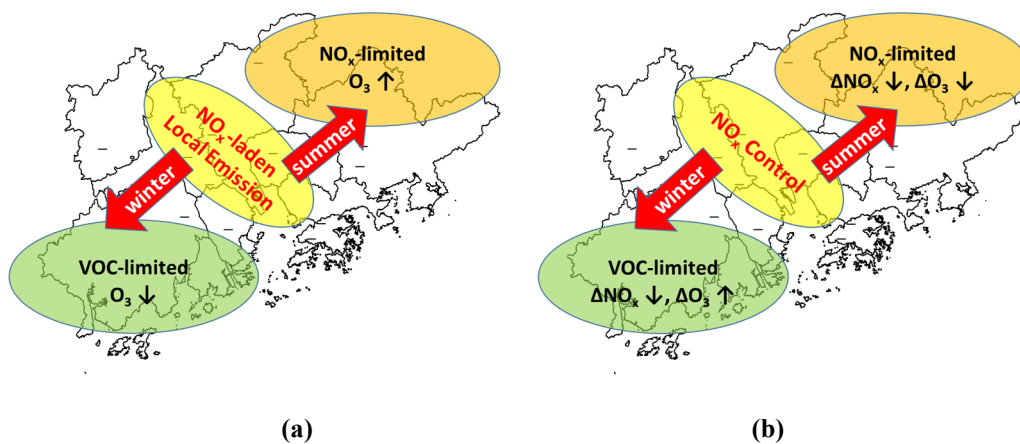 NOₓ-limited
O₃ ↑
NOₓ-laden
Local Emission
summer
winter
VOC-limited
O₃ ↓
(a)
NOₓ-limited
ΔNOₓ ↓, ΔO₃ ↓
NOₓ Control
summer
winter
VOC-limited
ΔNOₓ ↓, ΔO₃ ↑
(b)